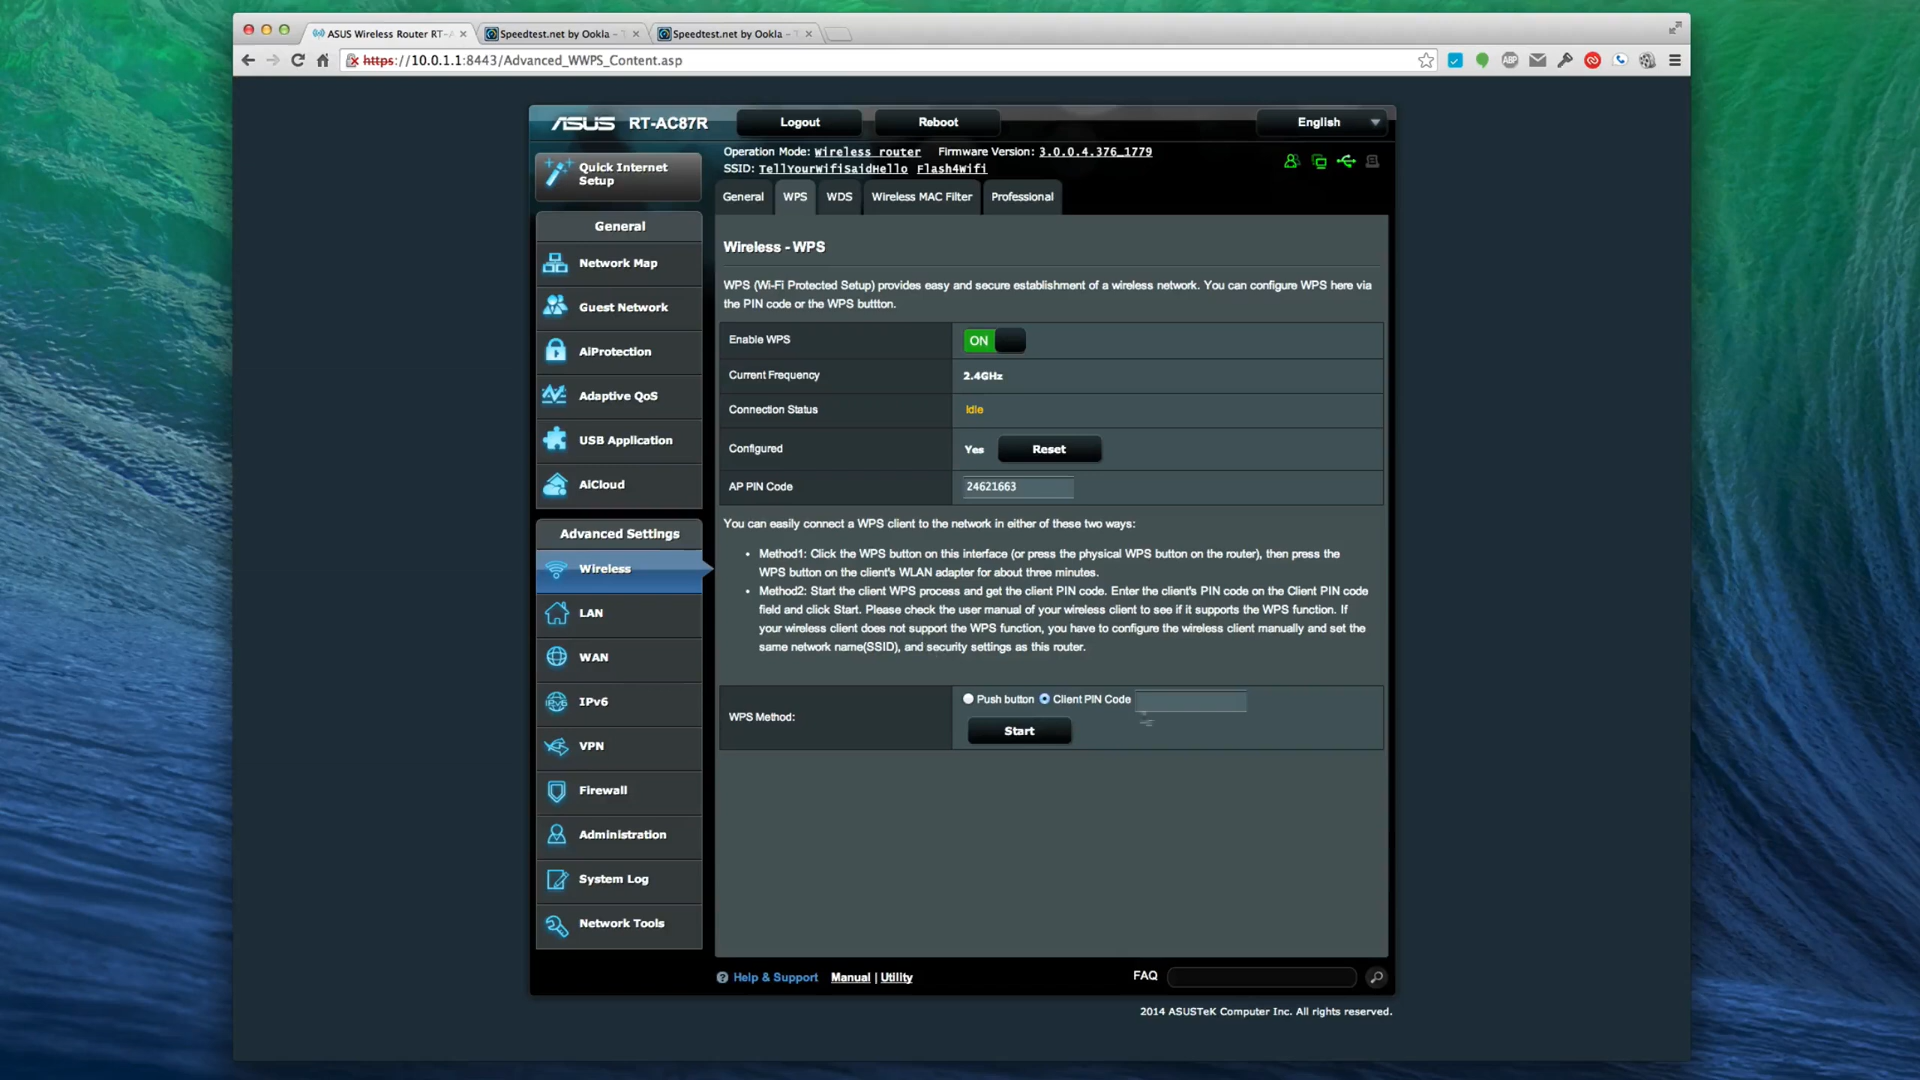 ASUS Wireless Router RT-A
Speedtest.net by Ookla - T
Speedtest.net by Ookla - T
https://10.0.1.1:8443/Advanced_WWPS_Content.asp
ABP
ASUS RT-AC87R
Logout
Reboot
English
Operation Mode: Wireless router Firmware Version: 3.0.0.4.376_1779
SSID: TellYourWifiSaidHello Flash4Wifi
Quick Internet
Setup
General
Network Map
Guest Network
AiProtection
Adaptive QoS
USB Application
AiCloud
Advanced Settings
Wireless
LAN
WAN
IPv6
VPN
Firewall
Administration
System Log
Network Tools
General
WPS
WDS
Wireless MAC Filter
Professional
Wireless - WPS
WPS (Wi-Fi Protected Setup) provides easy and secure establishment of a wireless network. You can configure WPS here via
the PIN code or the WPS buttton.
Enable WPS ON
Current Frequency 2.4GHz
Connection Status Idle
Configured Yes Reset
AP PIN Code 24621663
You can easily connect a WPS client to the network in either of these two ways:
• Method1: Click the WPS button on this interface (or press the physical WPS button on the router), then press the
WPS button on the client's WLAN adapter for about three minutes.
• Method2: Start the client WPS process and get the client PIN code. Enter the client's PIN code on the Client PIN code
field and click Start. Please check the user manual of your wireless client to see if it supports the WPS function. If
your wireless client does not support the WPS function, you have to configure the wireless client manually and set the
same network name(SSID), and security settings as this router.
WPS Method:
Push button Client PIN Code
Start
Help & Support Manual | Utility
FAQ
2014 ASUSTeK Computer Inc. All rights reserved.